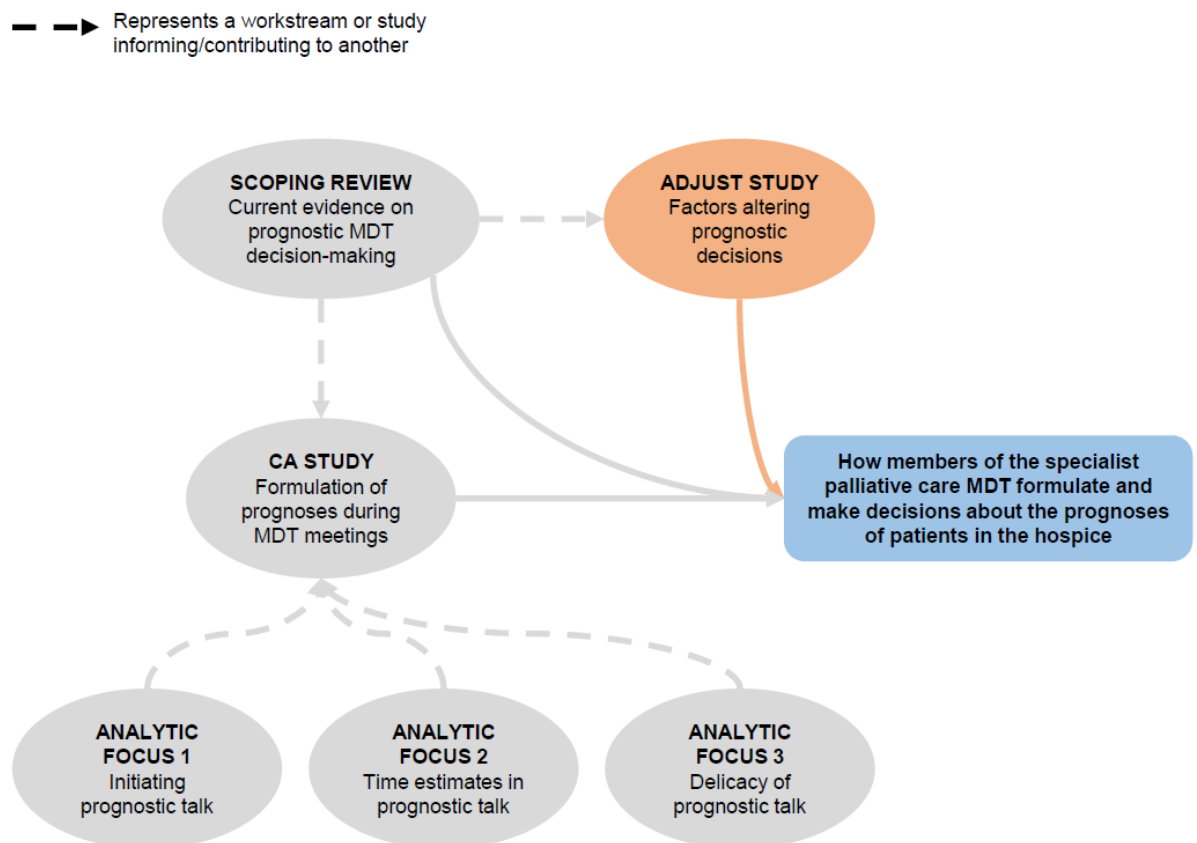 Represents a workstream or study
informing/contributing to another
SCOPING REVIEW
Current evidence on
prognostic MDT
decision-making
ADJUST STUDY
Factors altering
prognostic
decisions
CA STUDY
Formulation of
prognoses during
MDT meetings
How members of the specialist
palliative care MDT formulate and
make decisions about the prognoses
of patients in the hospice
ANALYTIC
FOCUS 1
Initiating
prognostic talk
ANALYTIC
FOCUS 2
Time estimates in
prognostic talk
ANALYTIC
FOCUS 3
Delicacy of
prognostic talk